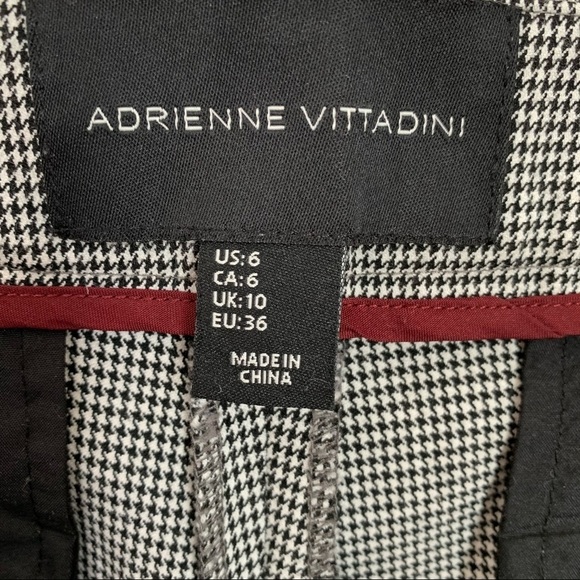 ADRIENNE VITTADINI
US:6
CA:6
UK:10
EU:36
MADE IN
CHINA